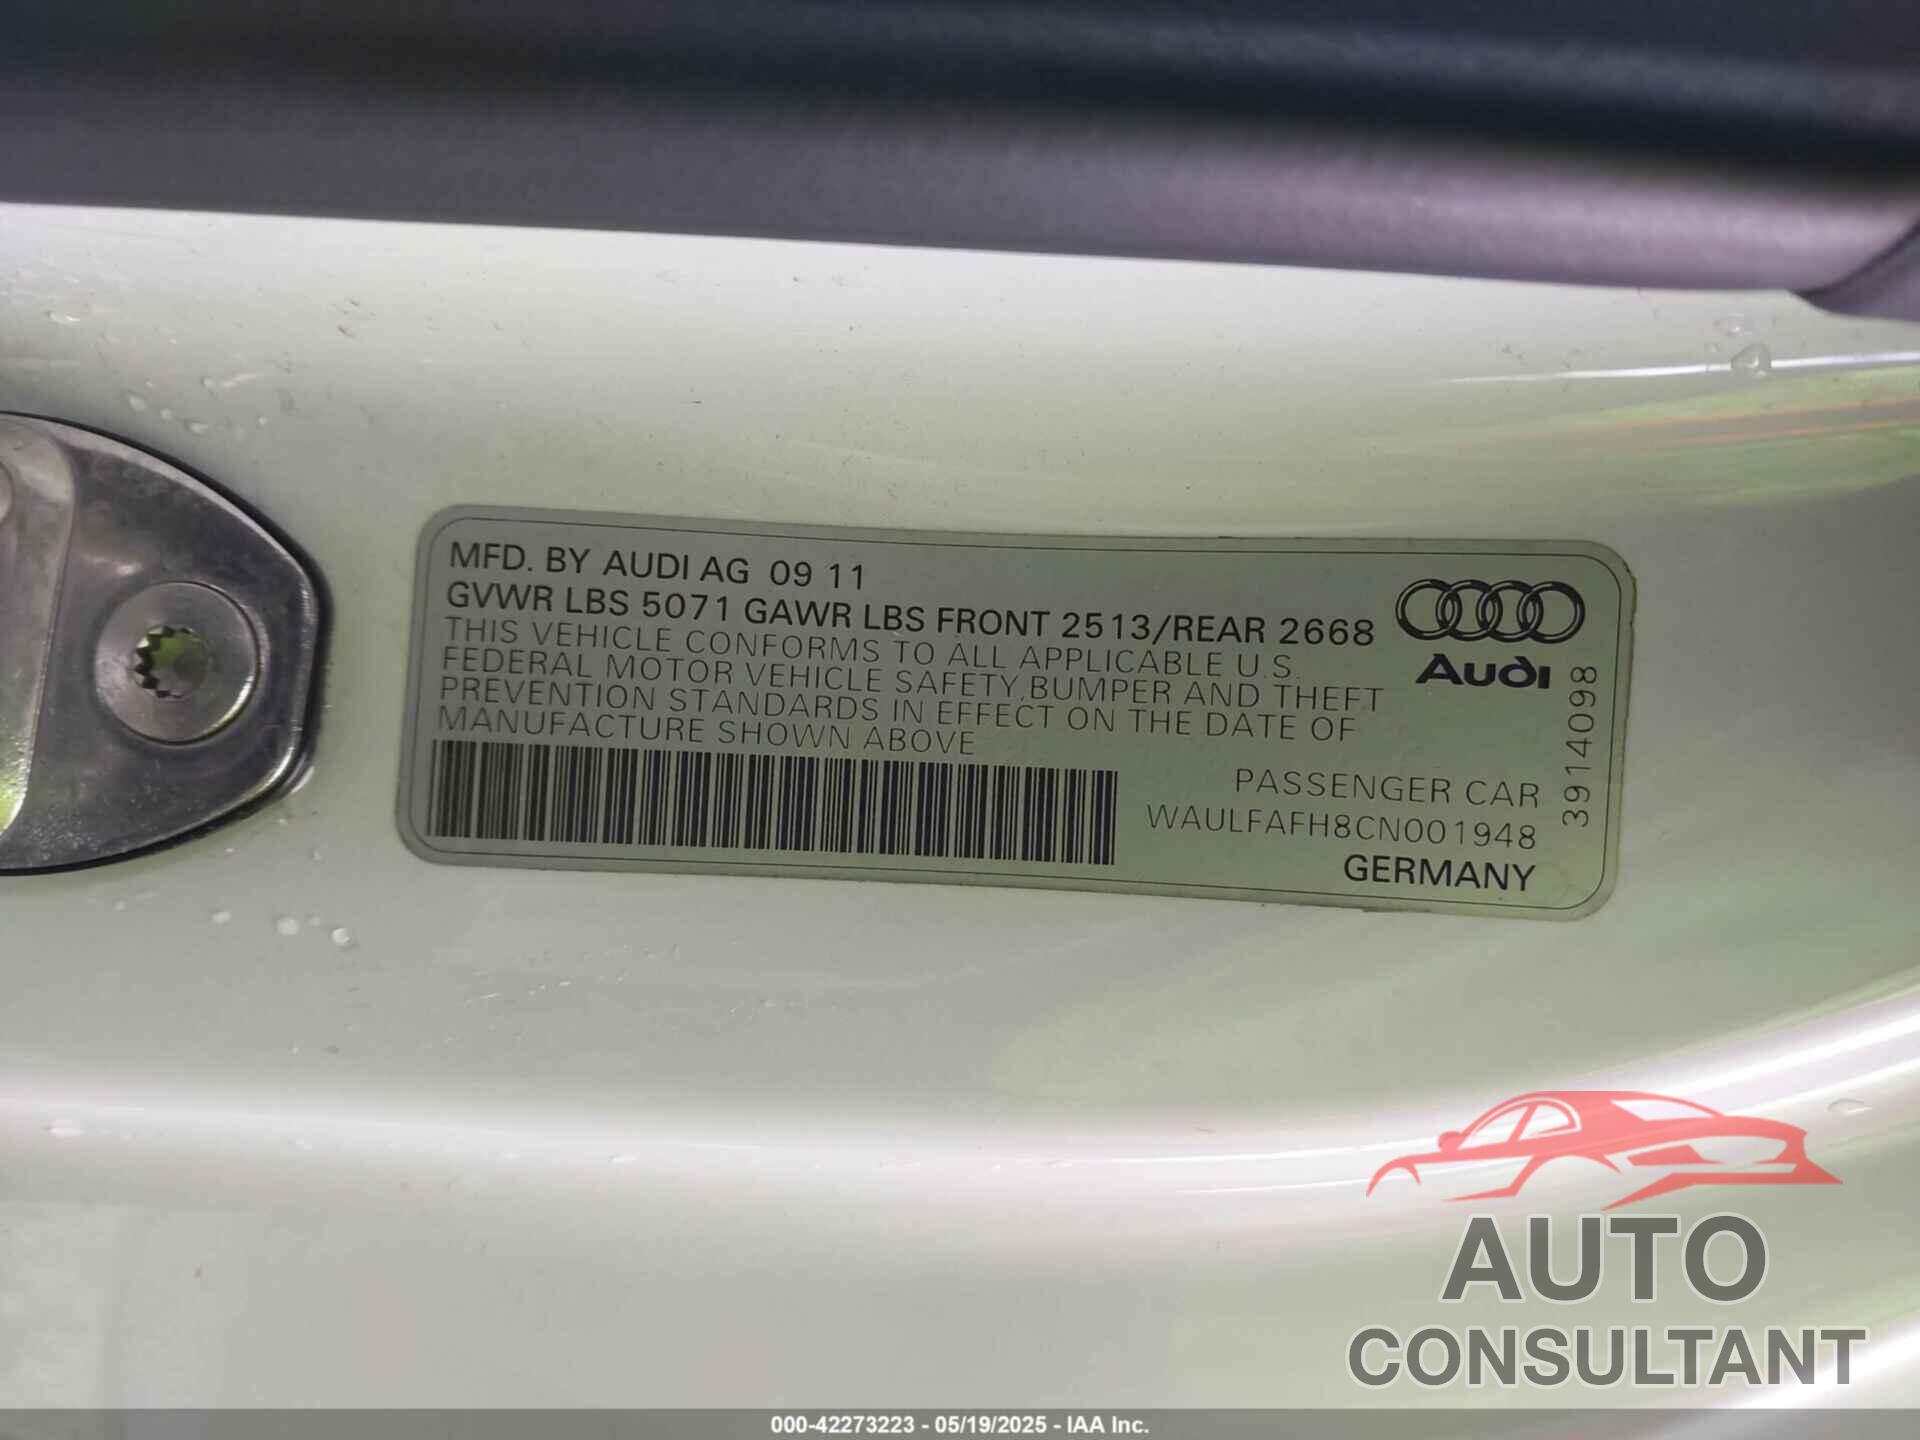 MFD. BY AUDI AG 09 11
GVWR LBS 5071 GAWR LBS FRONT 2513/REAR 2668
THIS VEHICLE CONFORMS TO ALL APPLICABLE U.S.
FEDERAL MOTOR VEHICLE SAFETY, BUMPER AND THEFT
PREVENTION STANDARDS IN EFFECT ON THE DATE OF
MANUFACTURE SHOWN ABOVE
Audi
3914098
PASSENGER CAR
WAULFAFH8CN001948
GERMANY
AUTO
CONSULTANT
000-42273223 - 05/19/2025 - IAA Inc.